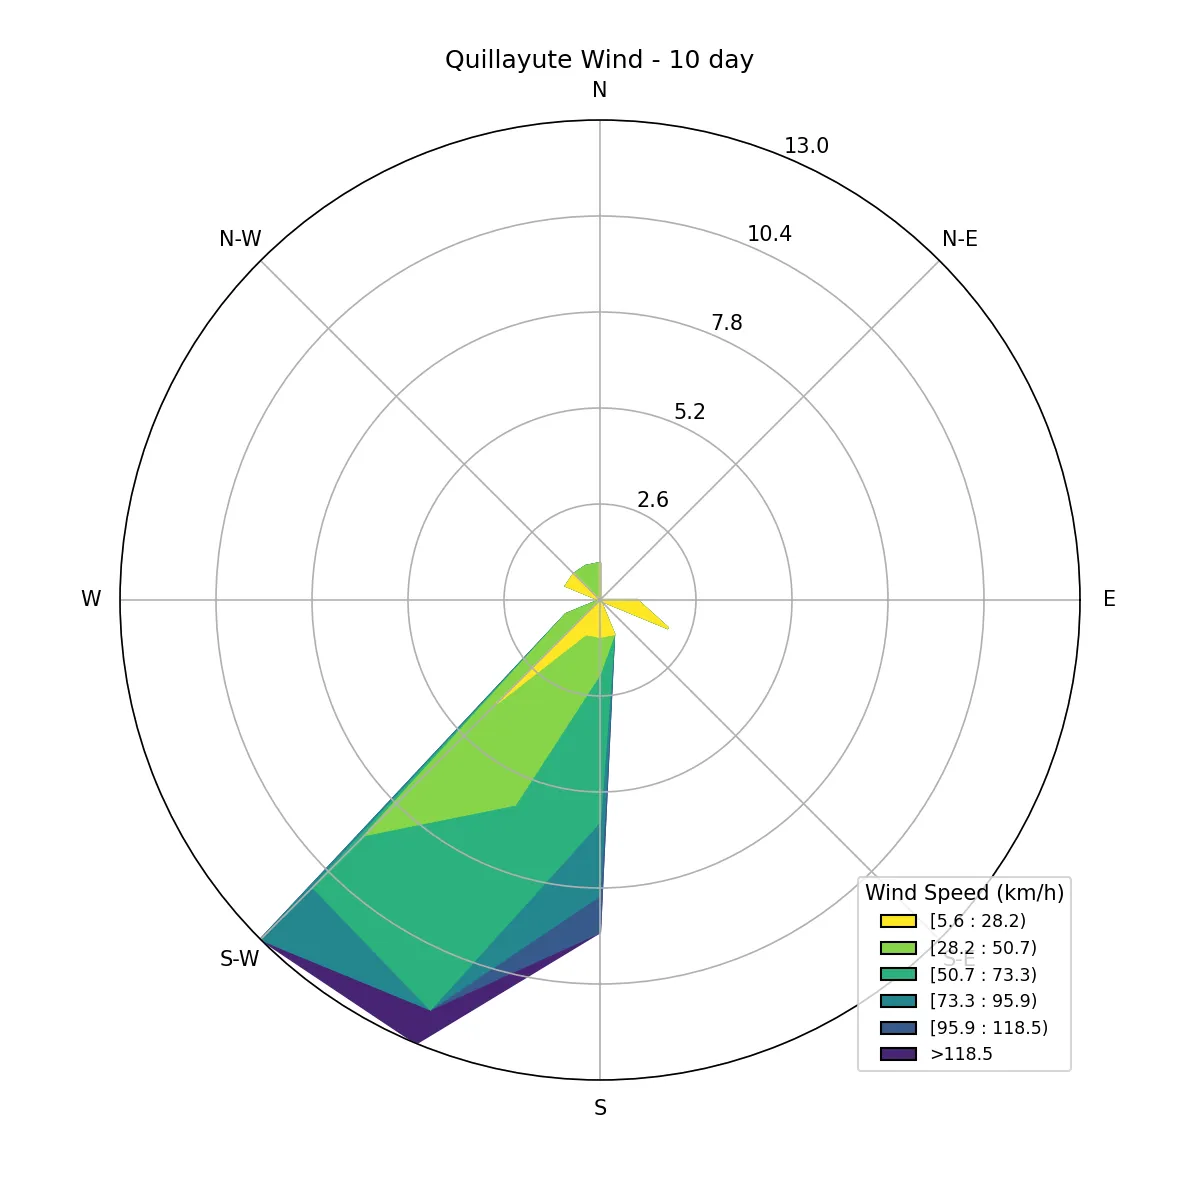 Quillayute Wind - 10 day
N
13.0
N-W
10.4
N-E
7.8
5.2
2.6
W
E
Wind Speed (km/h)
[5.6 : 28.2)
[28.2 : 50.7)
S-W
S-E
[50.7 : 73.3)
[73.3 : 95.9)
[95.9 : 118.5)
>118.5
S